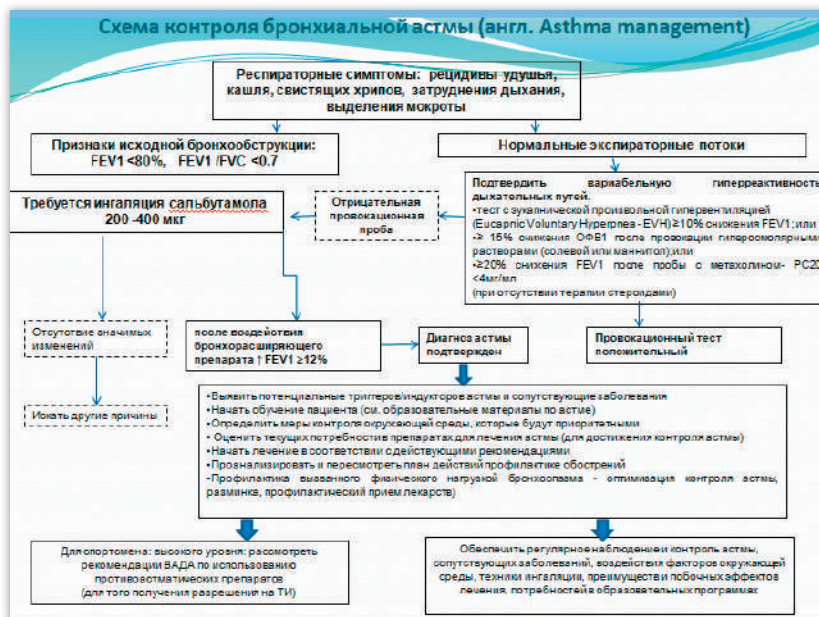 Схема контроля бронхиальной астмы (англ. Asthma management)
Респираторные симптомы: рецидивы удушья,
кашля, свистящих хрипов, затруднения дыхания,
выделения мокроты
Признаки исходной бронхообструкции:
FEV1 <80%, FEV1 /FVC <0.7
Нормальные экспираторные потоки
Требуется ингаляция сальбутамола
200 -400 мкг
Отрицательная
провокационная
проба
Подтвердить вариабельную гиперреактивность
дыхательных путей:
•тест с эукапнической произвольной гипервентиляцией
(Eucapnic Voluntary Hyperpnea - EVH) ≥10% снижения FEV1; или
•≥ 15% снижения ОФВ1 после провокации гиперосмолярными
растворами (солевой или маннитол);или
•≥20% снижения FEV1 после пробы с метахолином- PC20
<4мг/мл
(при отсутствии терапии стероидами)
Отсутствие значимых
изменений
после воздействия
бронхорасширяющего
препарата ↑ FEV1 ≥12%
Диагноз астмы
подтвержден
Провокационный тест
положительный
Искать другие причины
•Выявить потенциальные триггеров/индукторов астмы и сопутствующие заболевания
•Начать обучение пациента (см. образовательные материалы по астме)
•Определить меры контроля окружающей среды, которые будут приоритетными
• Оценить текущих потребностив препаратах для лечения астмы (для достижения контроля астмы)
•Начать лечение в соответствии с действующими рекомендациями
•Проанализировать и пересмотреть план действий профилактике обострений
-Профилактика вызванного физического нагрузкой бронхоспазма - оптимизация контроля астмы,
разминка, профилактический прием лекарств)
Для спортсмена: высокого уровня: рассмотреть
рекомендации ВАДА по использованию
противоастматических препаратов
(для того получения разрешения на ТИ)
Обеспечить регулярное наблюдением и контроль астмы,
сопутствующих заболеваний, воздействия факторов окружающей
среды, техники ингаляции, преимуществ и побочных эффектов
лечения, потребностей в образовательных программах